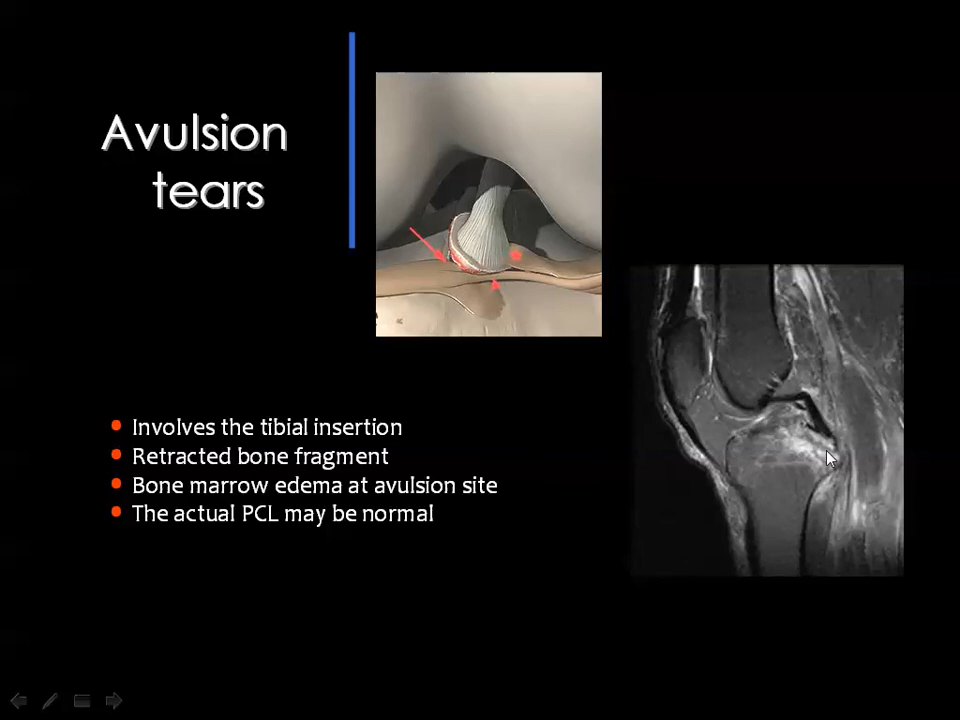 Avulsion
tears
Involves the tibial insertion
Retracted bone fragment
Bone marrow edema at avulsion site
The actual PCL may be normal